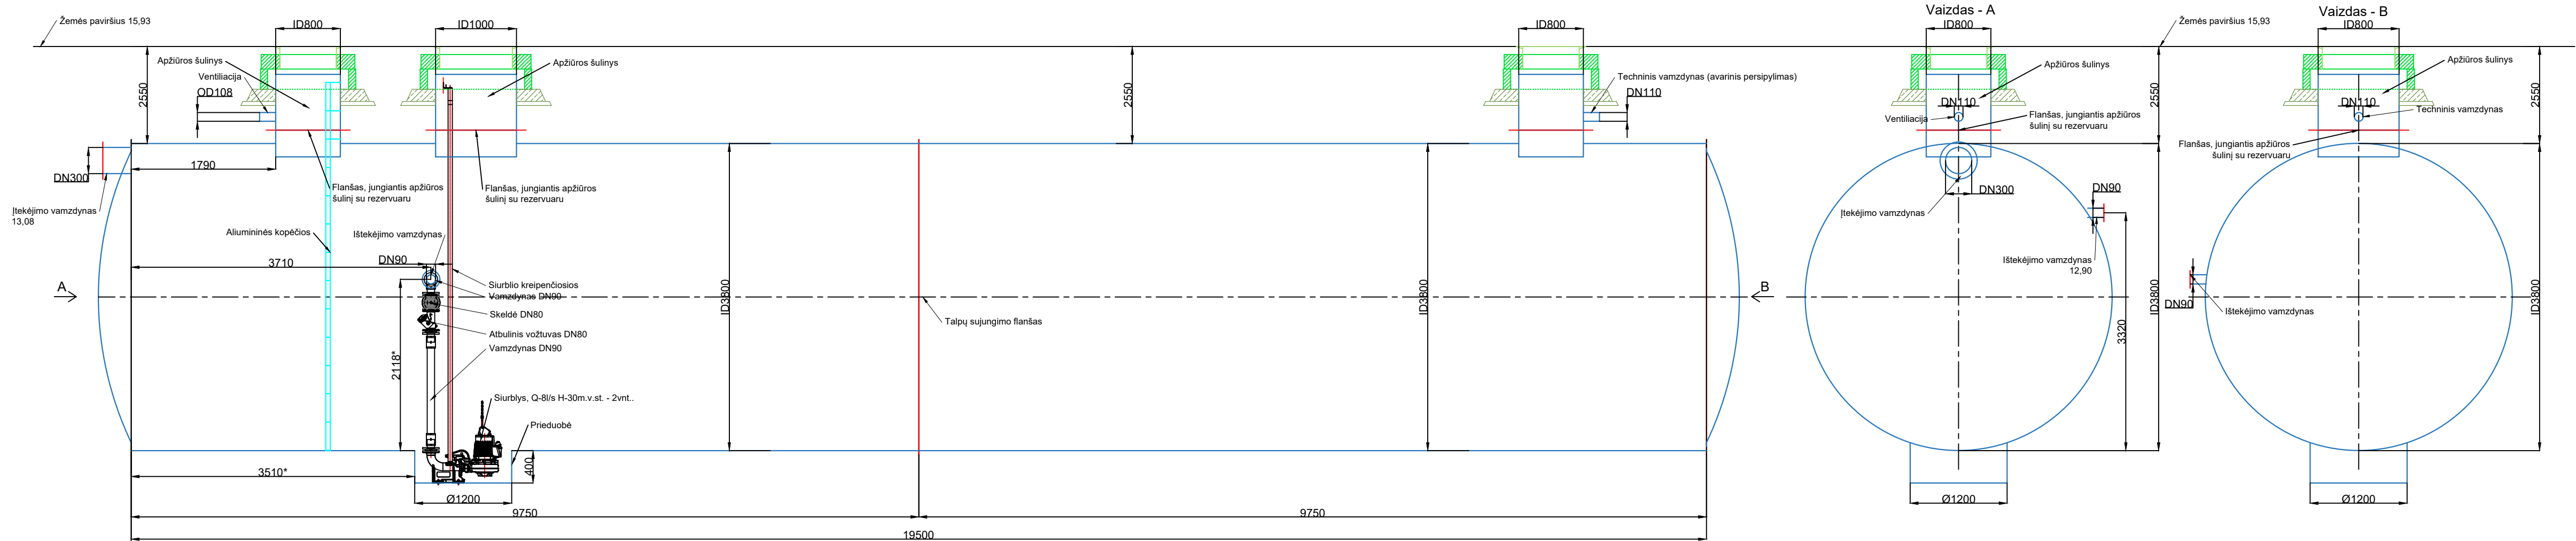 Žemės paviršius 15,93
ID800
ID1000
Apžiūros šulinys
Ventiliacija
OD108
2550
Apžiūros šulinys
1790
DN300
Įtekėjimo vamzdynas
13,08
Flanšas, jungiantis apžiūros
šulinį su rezervuaru
Flanšas, jungiantis apžiūros
šulinį su rezervuaru
Aliumininės kopėčios
Ištekėjimo vamzdynas
3710
DN90
A
Siurblio kreipenčiosios
Vamzdynas DN90
Skeldė DN80
Atbulinis vožtuvas DN80
Vamzdynas DN90
2118*
Siurblys, Q-8l/s H-30m.v.st. - 2vnt..
Prieduobė
400
3510*
Ø1200
9750
19500
ID3800
Talpų sujungimo flanšas
2550
ID800
Techninis vamzdynas (avarinis persipylimas)
DN110
ID3800
B
9750
Vaizdas - A
ID800
Žemės paviršius 15,93
Apžiūros šulinys
DN110
Ventiliacija
Flanšas, jungiantis apžiūros
šulinį su rezervuaru
2550
DN300
DN90
Įtekėjimo vamzdynas
Ištekėjimo vamzdynas
12,90
ID3800
3320
Ø1200
Vaizdas - B
ID800
Apžiūros šulinys
DN110
Techninis vamzdynas
Flanšas, jungiantis apžiūros
šulinį su rezervuaru
2550
DN90
Ištekėjimo vamzdynas
ID3800
Ø1200